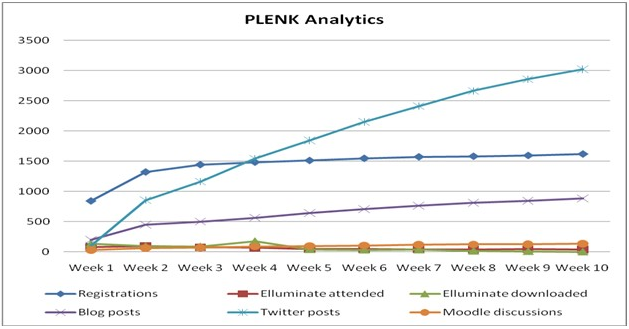 PLENK Analytics
3500
3000
2500
2000
1500
1000
500
0
Week 1 Week 2 Week 3 Week 4 Week 5 Week 6 Week 7 Week 8 Week 9 Week 10
Registrations Elluminate attended Elluminate downloaded
Blog posts Twitter posts Moodle discussions